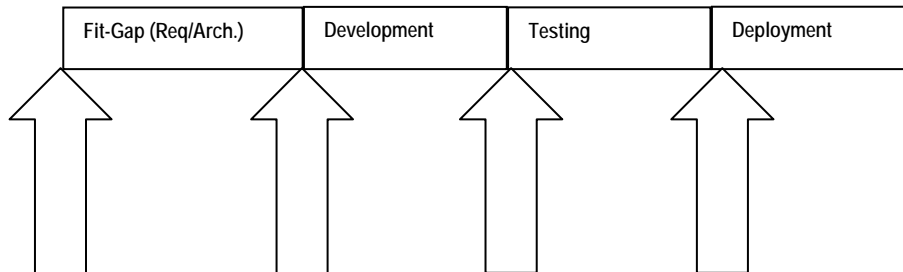 Fit-Gap (Req/Arch.)
Development
Testing
Deployment